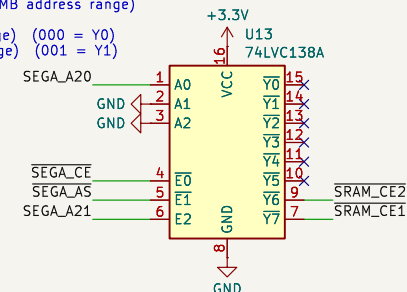 MB address range)
ge) (000 = Y0)
ge) (001 = Y1)
+3.3V
U13
74LVC138A
16
VCC
SEGA_A20 1 A0
GND 2 A1
GND 3 A2
SEGA_CE 4 E0
SEGA_AS 5 E1
SEGA_A21 6 E2
Y0 15
Y1 14
Y2 13
Y3 12
Y4 11
Y5 10
Y6 9 SRAM_CE2
Y7 7 SRAM_CE1
GND
8
GND